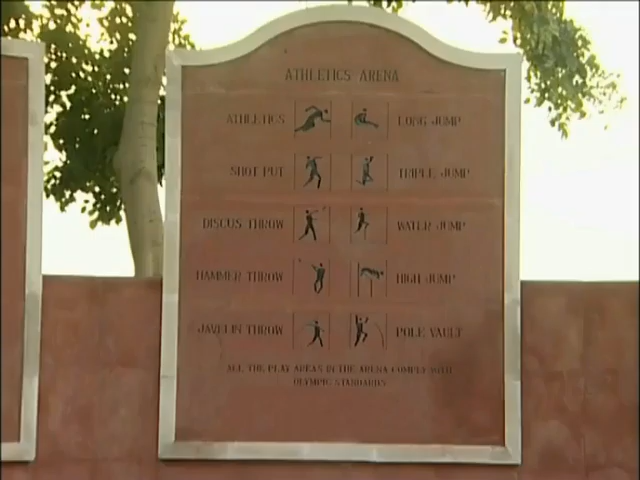 ATHLETICS ARENA
ATHLETICS LONG JUMP
SHOT PUT TRIPLE JUMP
DISCUS THROW WATER JUMP
HAMMER THROW HIGH JUMP
JAVELIN THROW POLE VAULT
ALL THE PLAY AREAS IN THE ARENA COMPLY WITH
OLYMPIC STANDARDS